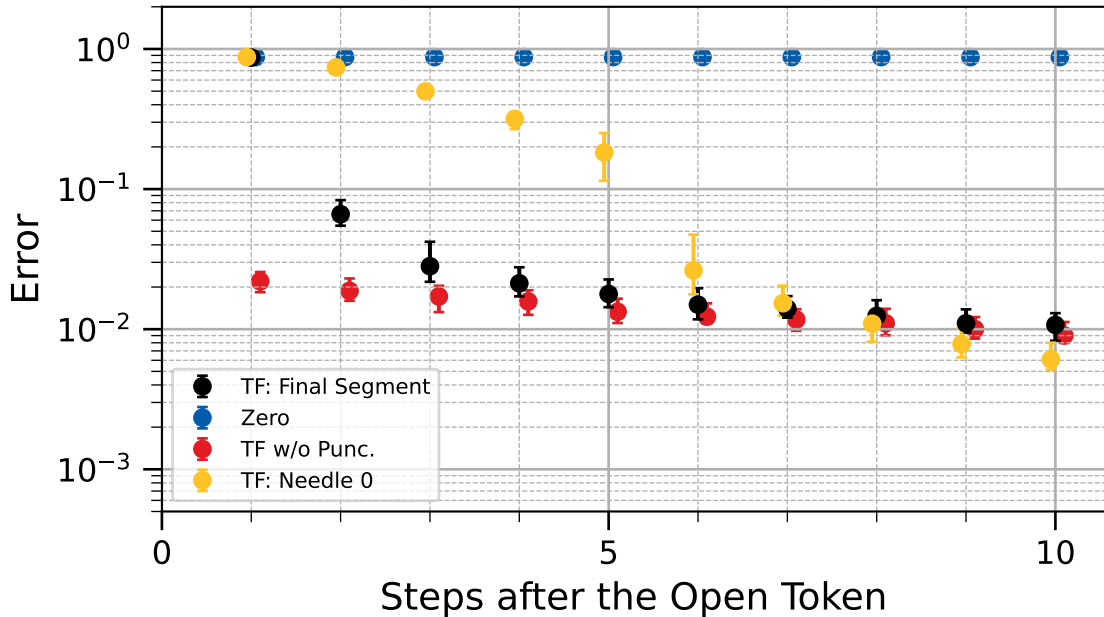 10⁰
10⁻¹
10⁻²
10⁻³
Error
TF: Final Segment
Zero
TF w/o Punc.
TF: Needle 0
0 5 10
Steps after the Open Token